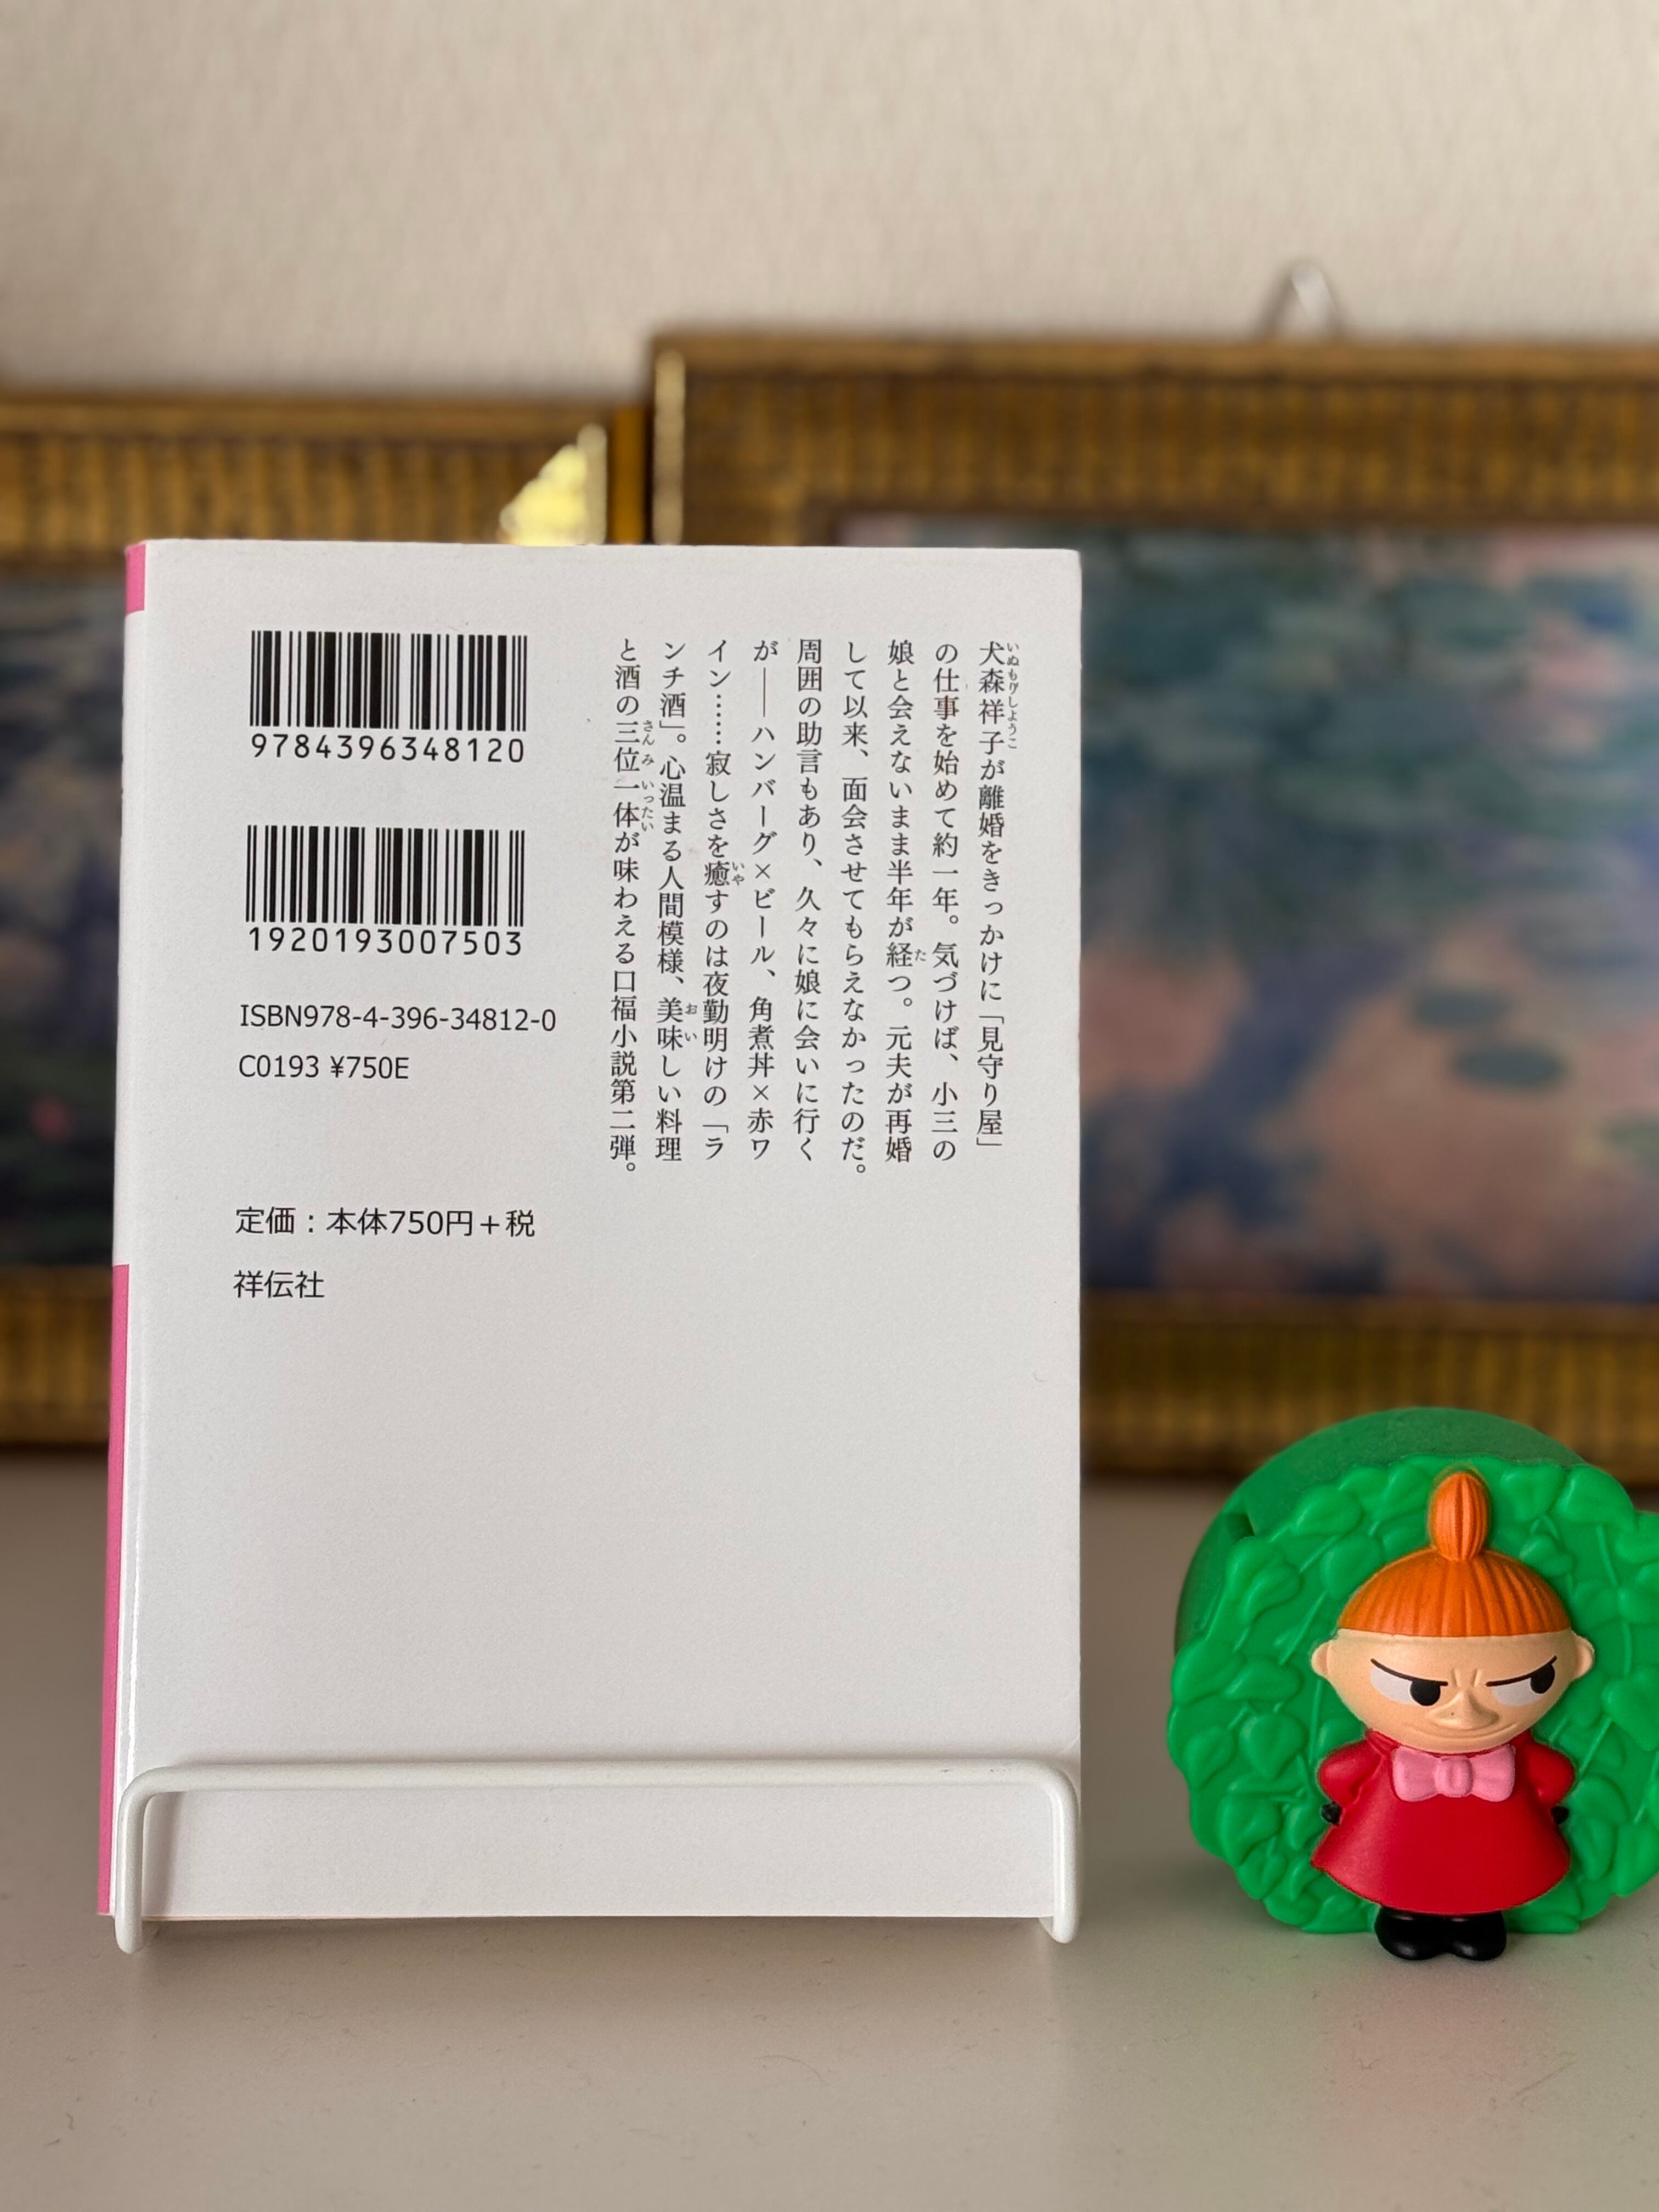 犬森祥子が離婚をきっかけに「見守り屋」
の仕事を始めて約一年。気づけば、小三の
娘と会えないまま半年が経つ。元夫が再婚
して以来、面会させてもらえなかったのだ。
周囲の助言もあり、久々に娘に会いに行く
が――ハンバーグ×ビール、角煮丼×赤ワ
イン……寂しさを癒すのは夜勤明けの「ラ
ンチ酒」。心温まる人間模様、美味しい料理
と酒の三位一体が味わえる口福小説第二弾。
9784396348120
1920193007503
ISBN978-4-396-34812-0
C0193 ¥750E
定価：本体750円＋税
祥伝社